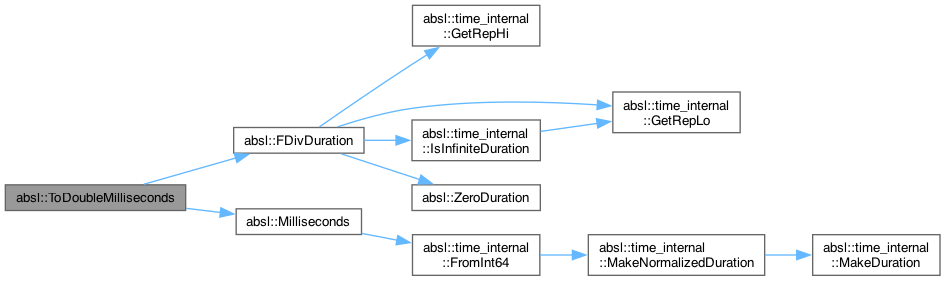 absl::ToDoubleMilliseconds
absl::FDivDuration
absl::Milliseconds
absl::time_internal
::GetRepHi
absl::time_internal
::IsInfiniteDuration
absl::ZeroDuration
absl::time_internal
::FromInt64
absl::time_internal
::GetRepLo
absl::time_internal
::MakeNormalizedDuration
absl::time_internal
::MakeDuration